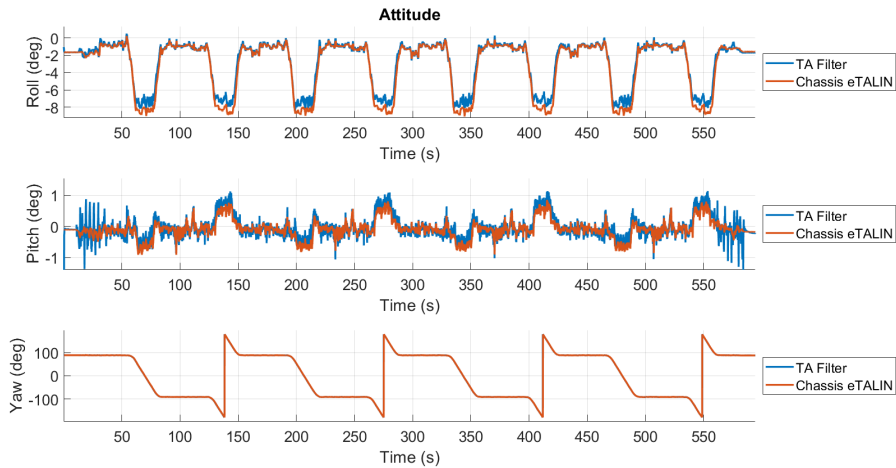 Attitude
Roll (deg)
0
-2
-4
-6
-8
50 100 150 200 250 300 350 400 450 500 550
Time (s)
TA Filter
Chassis eTALIN
Pitch (deg)
1
0
-1
50 100 150 200 250 300 350 400 450 500 550
Time (s)
TA Filter
Chassis eTALIN
Yaw (deg)
100
0
-100
50 100 150 200 250 300 350 400 450 500 550
Time (s)
TA Filter
Chassis eTALIN